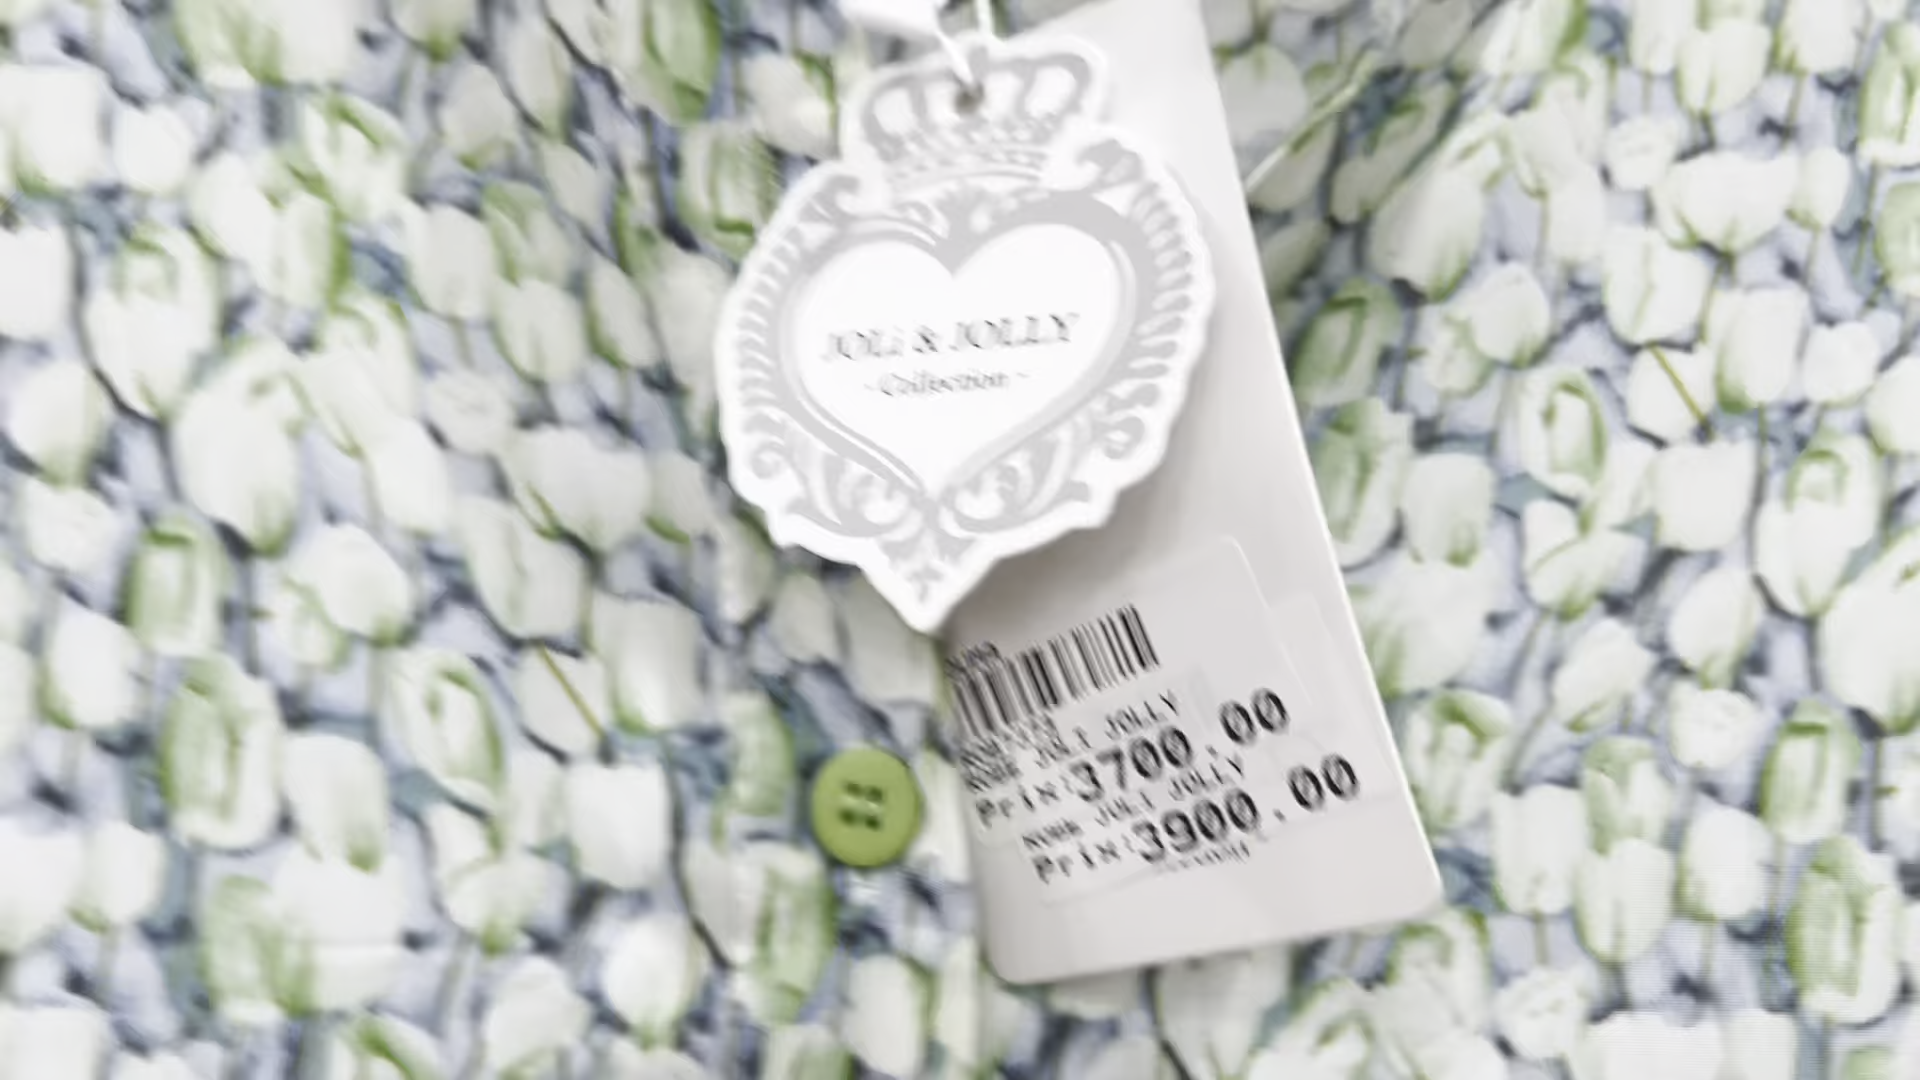 JOLi & JOLLY
- Collection -
JOLI JOLLY
Prix: 3700.00
JOLI JOLLY
Prix: 3900.00